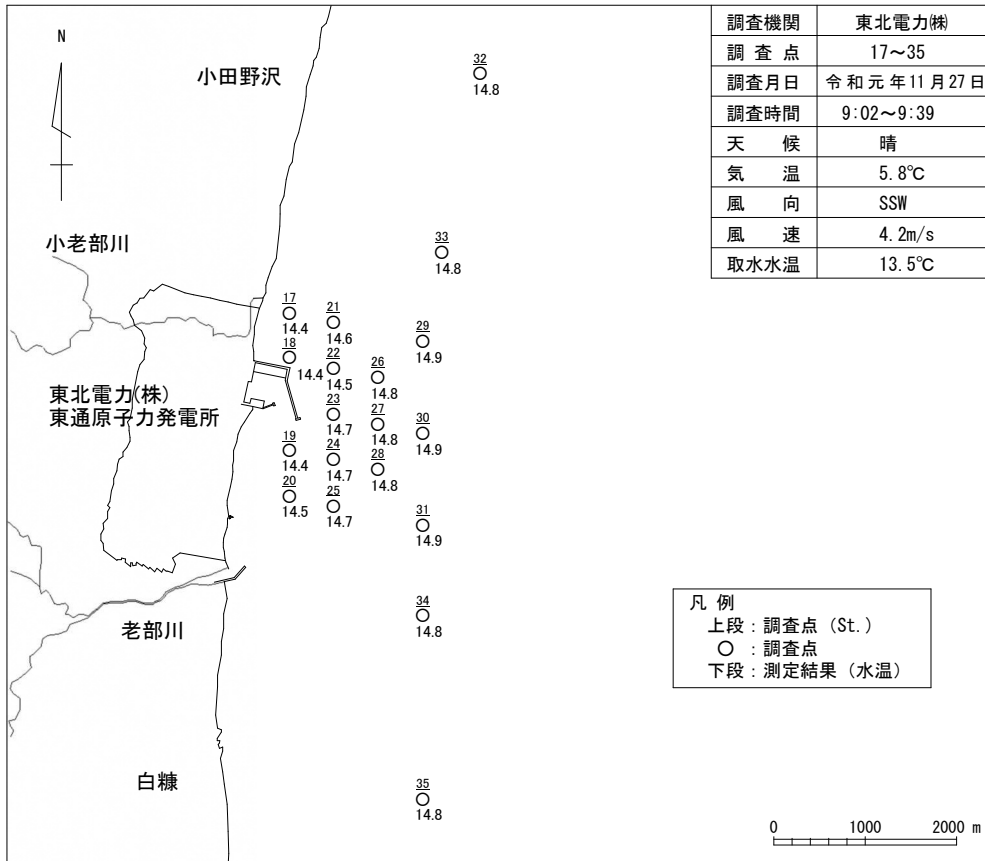 N
小田野沢
小老部川
東北電力(株)
東通原子力発電所
老部川
白糠
調査機関 東北電力㈱
調査点 17～35
調査月日 令和元年11月27日
調査時間 9:02～9:39
天候 晴
気温 5.8℃
風向 SSW
風速 4.2m/s
取水水温 13.5℃
32
14.8
33
14.8
17
14.4
21
14.6
29
14.9
18
14.4
22
14.5
26
14.8
23
14.7
27
14.8
30
14.9
19
14.4
24
14.7
28
14.8
20
14.5
25
14.7
31
14.9
34
14.8
35
14.8
凡 例
上段：調査点（St.）
○ ：調査点
下段：測定結果（水温）
0 1000 2000 m